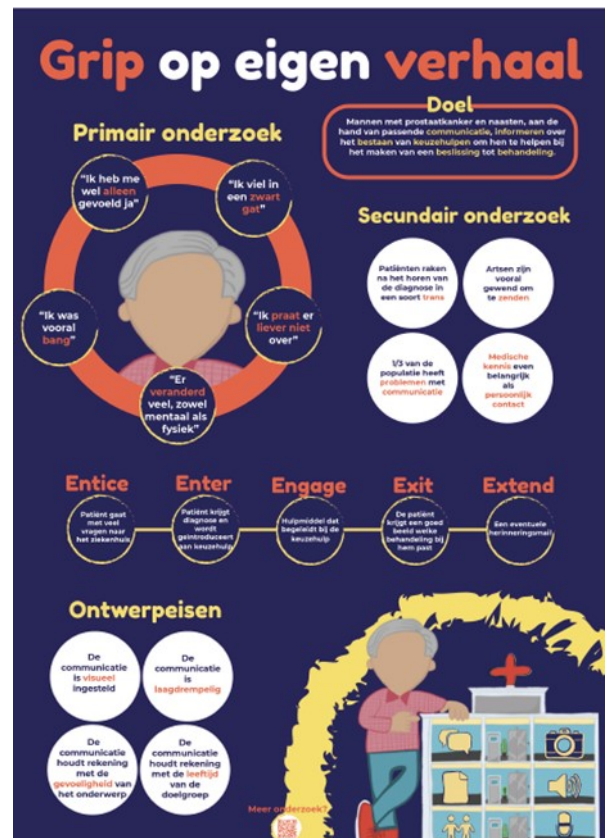 Grip op eigen verhaal
Doel
Mannen met prostaatkanker en naasten, aan de
hand van passende communicatie, informeren over
het bestaan van keuzehulpen om hen te helpen bij
het maken van een beslissing tot behandeling.
Primair onderzoek
"Ik heb me
wel alleen
gevoeld ja"
"Ik viel in
een zwart
gat"
"Ik was
vooral
bang"
"Ik praat er
liever niet
over"
"Er
veranderd
veel, zowel
mentaal als
fysiek"
Secundair onderzoek
Patiënten raken
na het horen van
de diagnose in
een soort trans
Artsen zijn
vooral
gewend om
te zenden
1/3 van de
populatie heeft
problemen met
communicatie
Medische
kennis even
belangrijk
als
persoonlijk
contact
Entice
Patiënt gaat
met veel
vragen naar
het ziekenhuis
Enter
Patiënt krijgt
diagnose en
wordt
geïntroduceert
aan keuzehulp
Engage
Hulpmiddel dat
begeleidt bij de
keuzehulp
Exit
De patiënt
krijgt een goed
beeld welke
behandeling bij
hem past
Extend
Een eventuele
herinneringsmail
Ontwerpeisen
De
communicatie
is visueel
ingesteld
De
communicatie
is
laagdrempelig
De
communicatie
houdt rekening
met de
gevoeligheid van
het onderwerp
De
communicatie
houdt rekening
met de leeftijd
van de
doelgroep
Meer onderzoek?